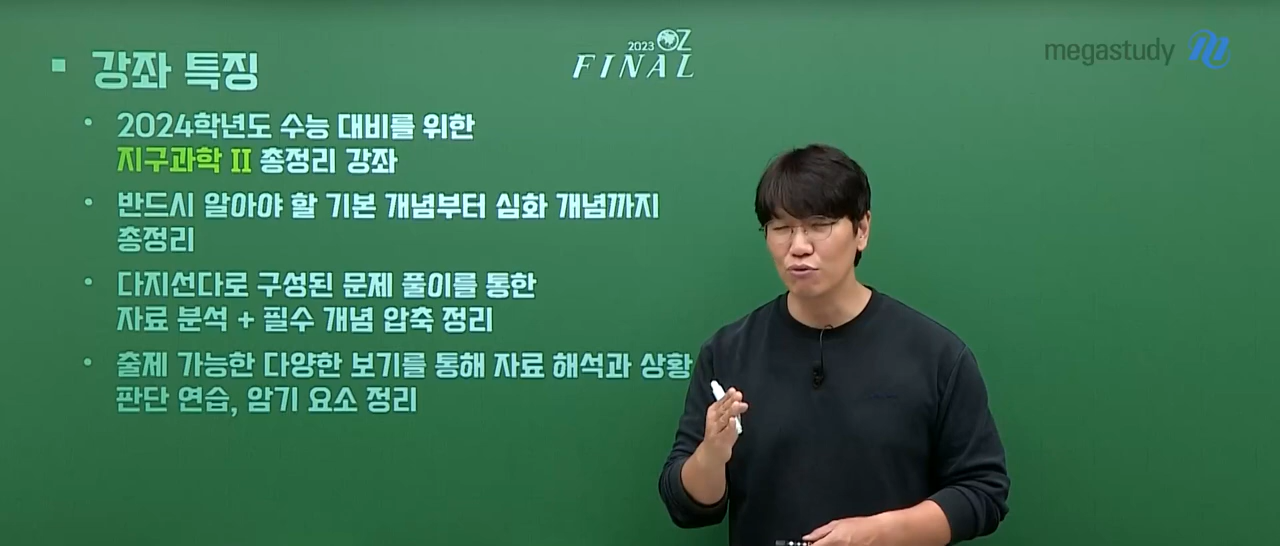 강좌 특징
2023 OZ
FINAL
megastudy
2024학년도 수능 대비를 위한
지구과학 II 총정리 강좌
반드시 알아야 할 기본 개념부터 심화 개념까지
총정리
다지선다로 구성된 문제 풀이를 통한
자료 분석 + 필수 개념 압축 정리
출제 가능한 다양한 보기를 통해 자료 해석과 상황
판단 연습, 암기 요소 정리